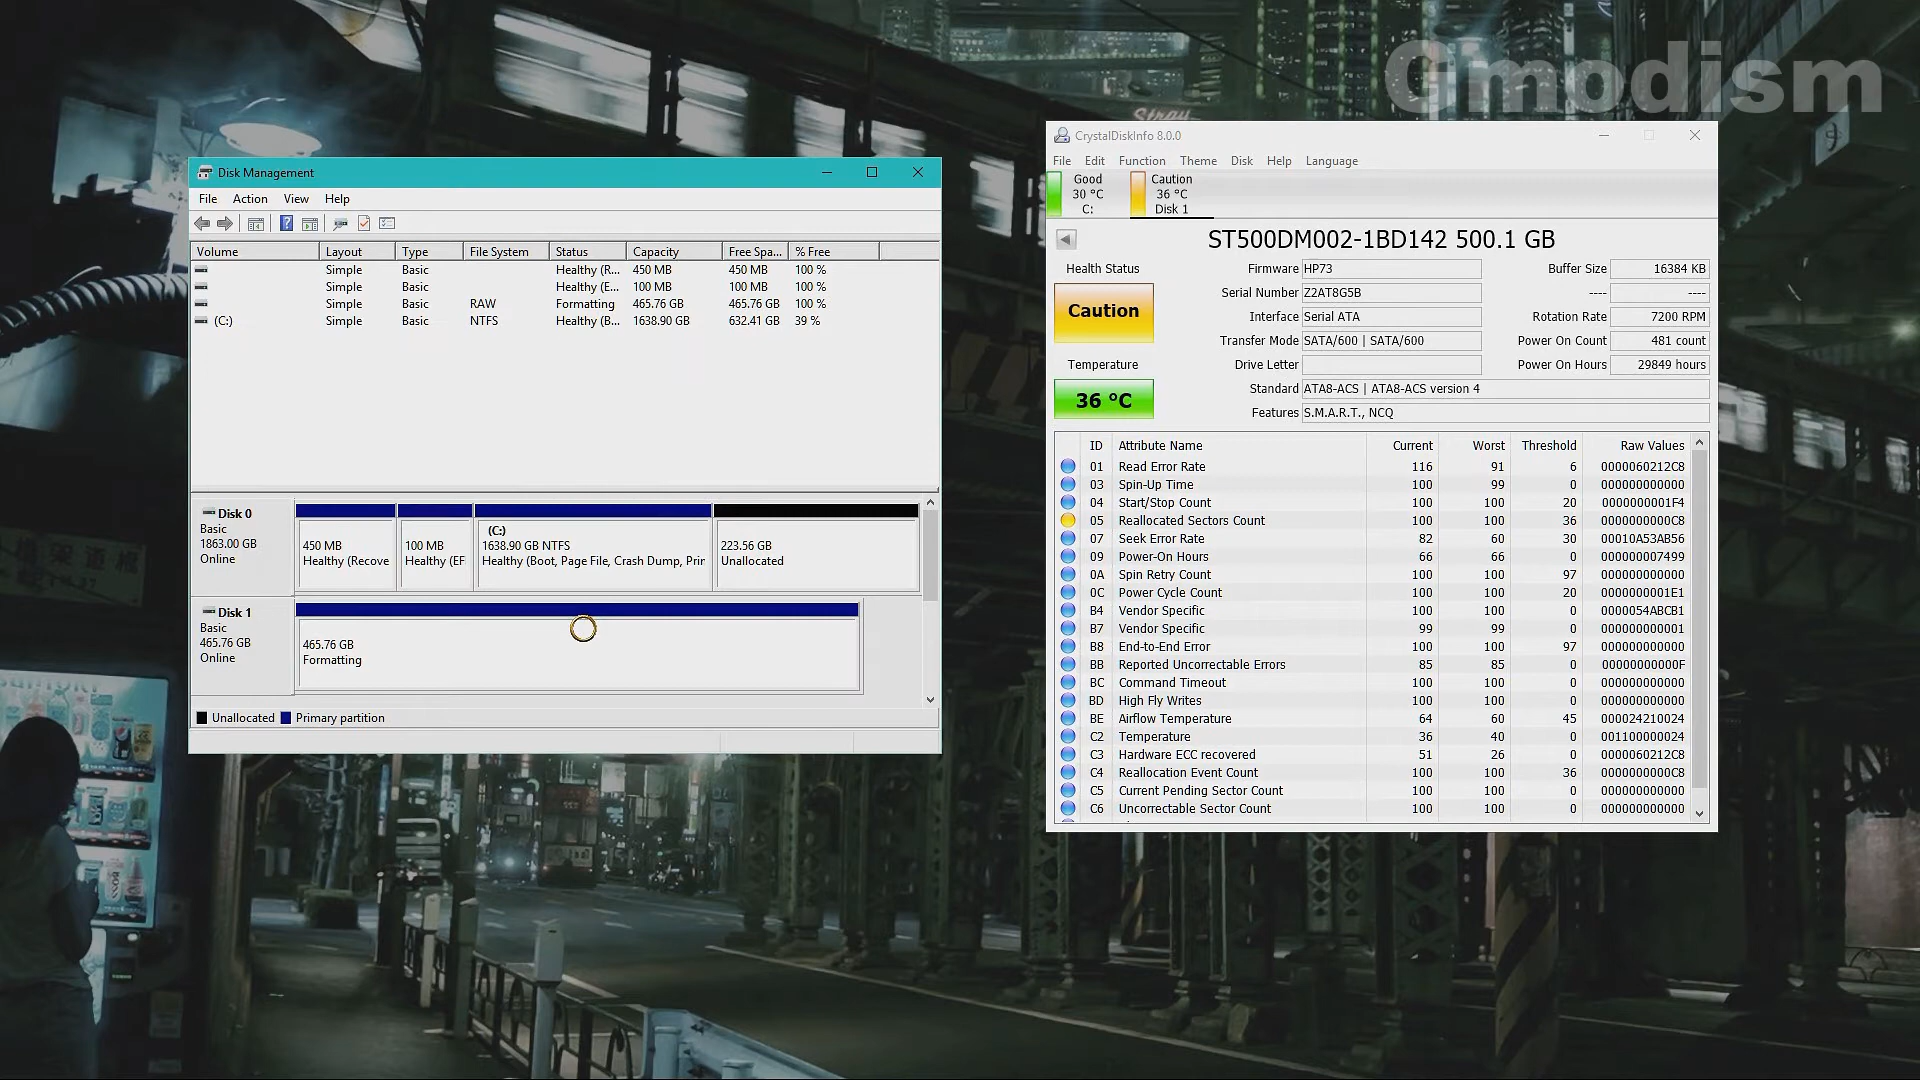 Gmodism
Stray
Disk Management
File Action View Help
Volume Layout Type File System Status Capacity Free Spa... % Free
Simple Basic Healthy (R... 450 MB 450 MB 100 %
Simple Basic Healthy (E... 100 MB 100 MB 100 %
Simple Basic RAW Formatting 465.76 GB 465.76 GB 100 %
(C:) Simple Basic NTFS Healthy (B... 1638.90 GB 632.41 GB 39 %
Disk 0
Basic
1863.00 GB
Online
450 MB
Healthy (Recove
100 MB
Healthy (EF
(C:)
1638.90 GB NTFS
Healthy (Boot, Page File, Crash Dump, Prir
223.56 GB
Unallocated
Disk 1
Basic
465.76 GB
Online
465.76 GB
Formatting
Unallocated Primary partition
CrystalDiskInfo 8.0.0
File Edit Function Theme Disk Help Language
Good
30 °C
C:
Caution
36 °C
Disk 1
ST500DM002-1BD142 500.1 GB
Health Status
Caution
Temperature
36 °C
Firmware HP73 Buffer Size 16384 KB
Serial Number Z2AT8G5B ---- ----
Interface Serial ATA Rotation Rate 7200 RPM
Transfer Mode SATA/600 | SATA/600 Power On Count 481 count
Drive Letter Power On Hours 29849 hours
Standard ATA8-ACS | ATA8-ACS version 4
Features S.M.A.R.T., NCQ
ID Attribute Name Current Worst Threshold Raw Values
01 Read Error Rate 116 91 6 0000060212C8
03 Spin-Up Time 100 99 0 000000000000
04 Start/Stop Count 100 100 20 0000000001F4
05 Reallocated Sectors Count 100 100 36 0000000000C8
07 Seek Error Rate 82 60 30 00010A53AB56
09 Power-On Hours 66 66 0 000000007499
0A Spin Retry Count 100 100 97 000000000000
0C Power Cycle Count 100 100 20 0000000001E1
B4 Vendor Specific 100 100 0 0000054ABCB1
B7 Vendor Specific 99 99 0 000000000001
B8 End-to-End Error 100 100 97 000000000000
BB Reported Uncorrectable Errors 85 85 0 00000000000F
BC Command Timeout 100 100 0 000000000000
BD High Fly Writes 100 100 0 000000000000
BE Airflow Temperature 64 60 45 000024210024
C2 Temperature 36 40 0 001100000024
C3 Hardware ECC recovered 51 26 0 0000060212C8
C4 Reallocation Event Count 100 100 36 0000000000C8
C5 Current Pending Sector Count 100 100 0 000000000000
C6 Uncorrectable Sector Count 100 100 0 000000000000